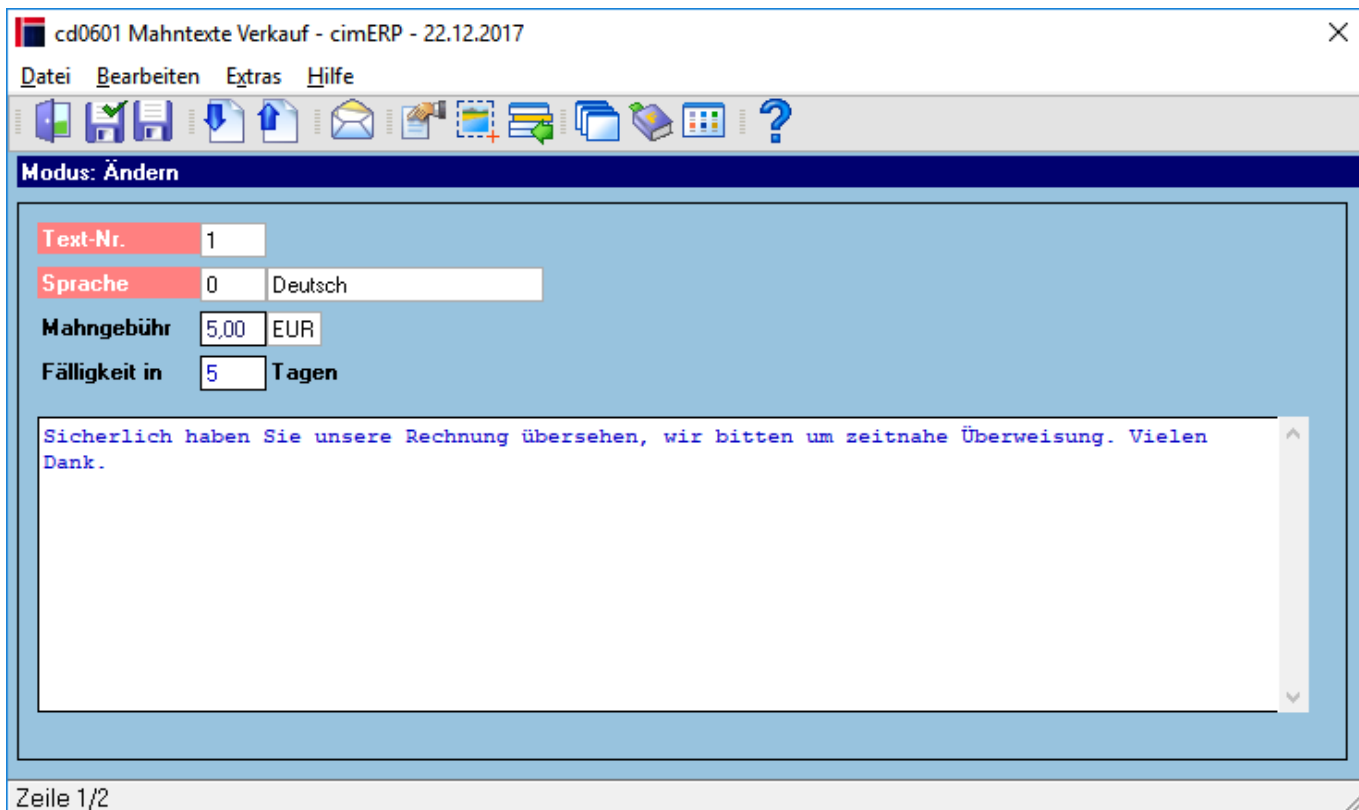 cd0601 Mahntexte Verkauf - cimERP - 22.12.2017
Datei Bearbeiten Extras Hilfe
Modus: Ändern
Text-Nr. 1
Sprache 0 Deutsch
Mahngebühr 5,00 EUR
Fälligkeit in 5 Tagen
Sicherlich haben Sie unsere Rechnung übersehen, wir bitten um zeitnahe Überweisung. Vielen
Dank.
Zeile 1/2